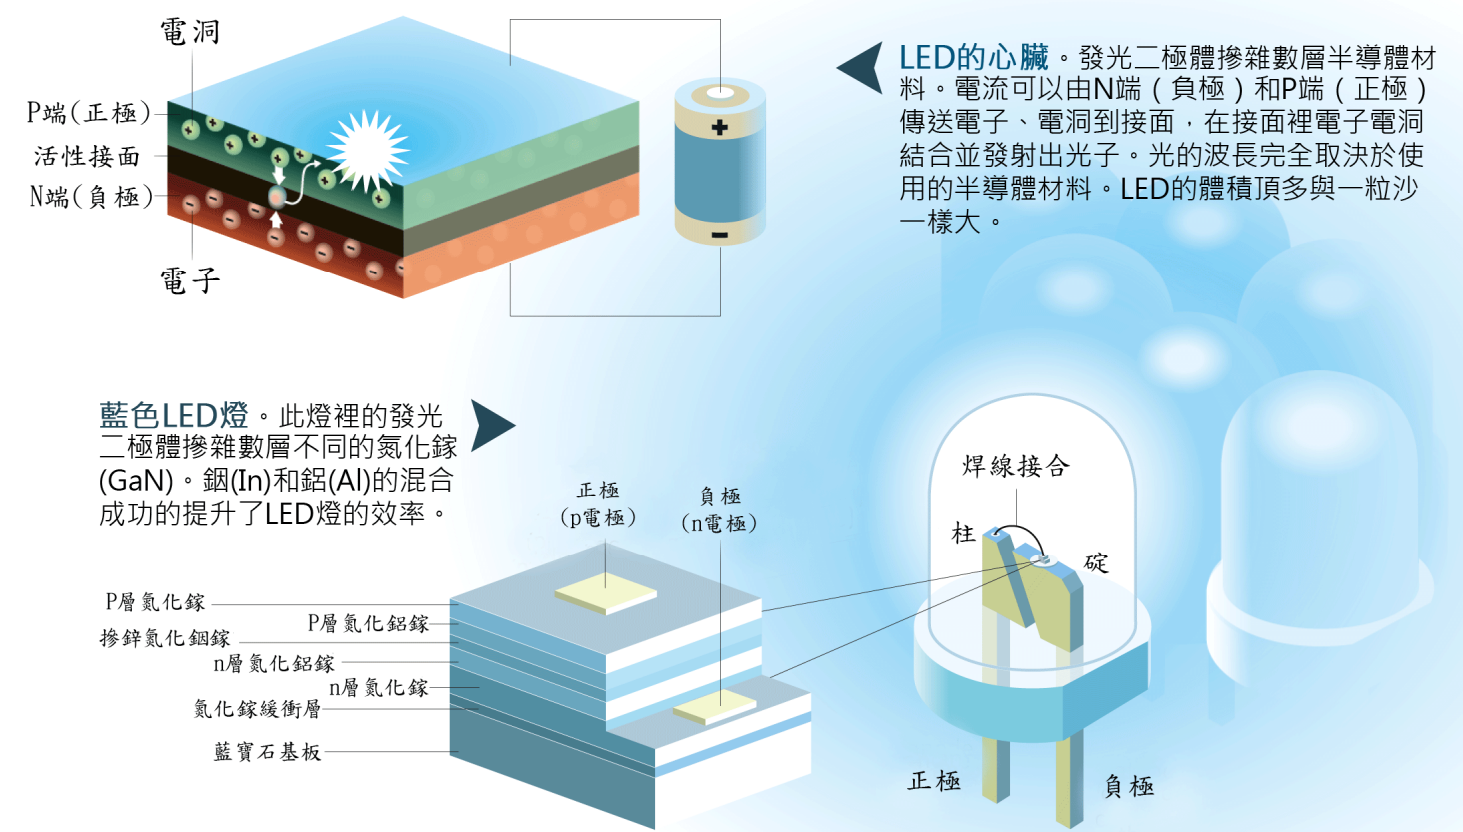 電洞
P端(正極)
活性接面
N端(負極)
電子
+
-
LED的心臟。發光二極體摻雜數層半導體材
料。電流可以由N端(負極)和P端(正極)
傳送電子、電洞到接面,在接面裡電子電洞
結合並發射出光子。光的波長完全取決於使
用的半導體材料。LED的體積頂多與一粒沙
一樣大。
藍色LED燈。此燈裡的發光
二極體摻雜數層不同的氮化鎵
(GaN)。銦(In)和鋁(Al)的混合
成功的提升了LED燈的效率。
正極
(p電極)
負極
(n電極)
P層氮化鎵
P層氮化鋁鎵
摻鋅氮化銦鎵
n層氮化鋁鎵
n層氮化鎵
氮化鎵緩衝層
藍寶石基板
焊線接合
柱
碇
正極
負極